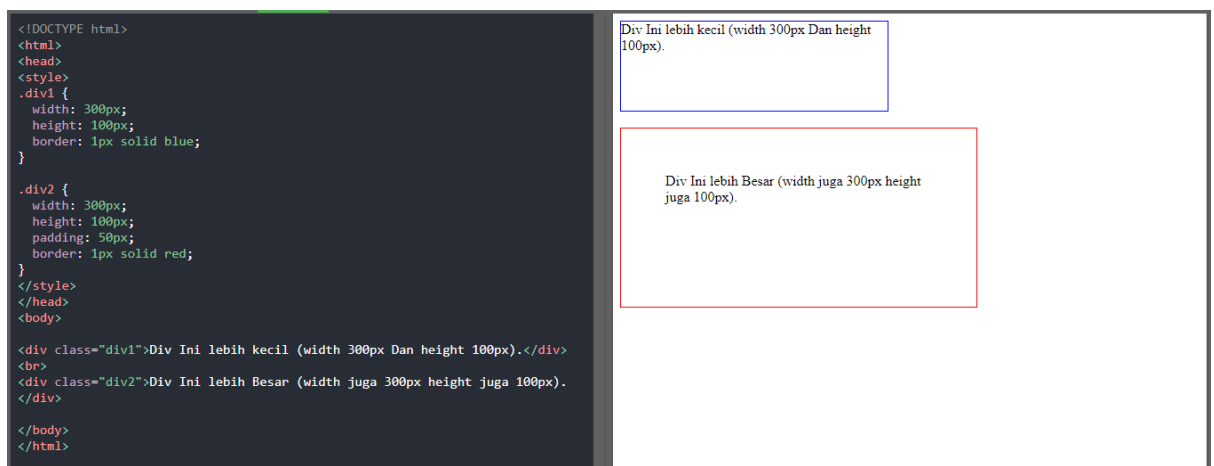 <!DOCTYPE html>
<html>
<head>
<style>
.div1 {
  width: 300px;
  height: 100px;
  border: 1px solid blue;
}

.div2 {
  width: 300px;
  height: 100px;
  padding: 50px;
  border: 1px solid red;
}
</style>
</head>
<body>

<div class="div1">Div Ini lebih kecil (width 300px Dan height 100px).</div>
<br>
<div class="div2">Div Ini lebih Besar (width juga 300px height juga 100px).
</div>

</body>
</html>
Div Ini lebih kecil (width 300px Dan height
100px).
Div Ini lebih Besar (width juga 300px height
juga 100px).